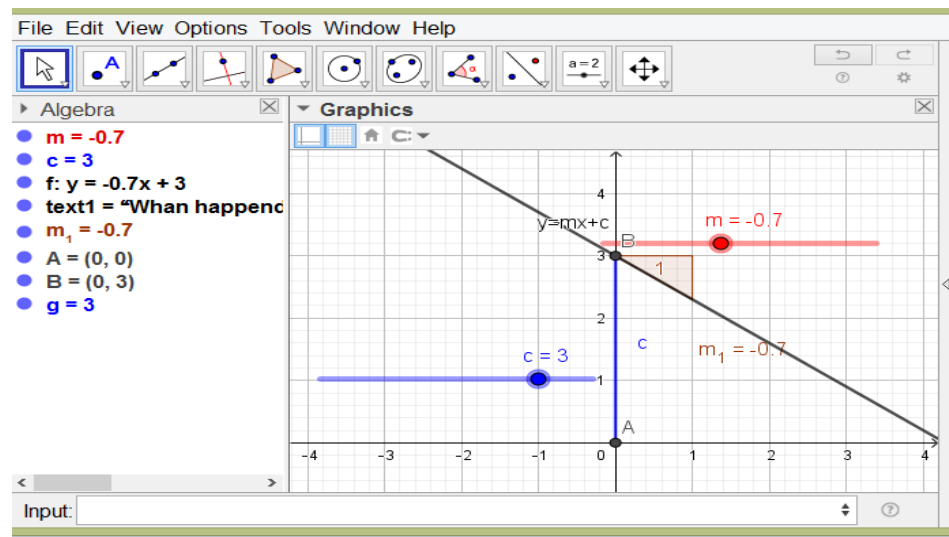 File Edit View Options Tools Window Help
A
α
a=2
Algebra
m = -0.7
c = 3
f: y = -0.7x + 3
text1 = "Whan happend
m₁ = -0.7
A = (0, 0)
B = (0, 3)
g = 3
Graphics
4
y=mx+c
m = -0.7
B
3
1
2
c
m₁ = -0.7
c = 3
1
A
-4 -3 -2 -1 0 1 2 3 4
Input: